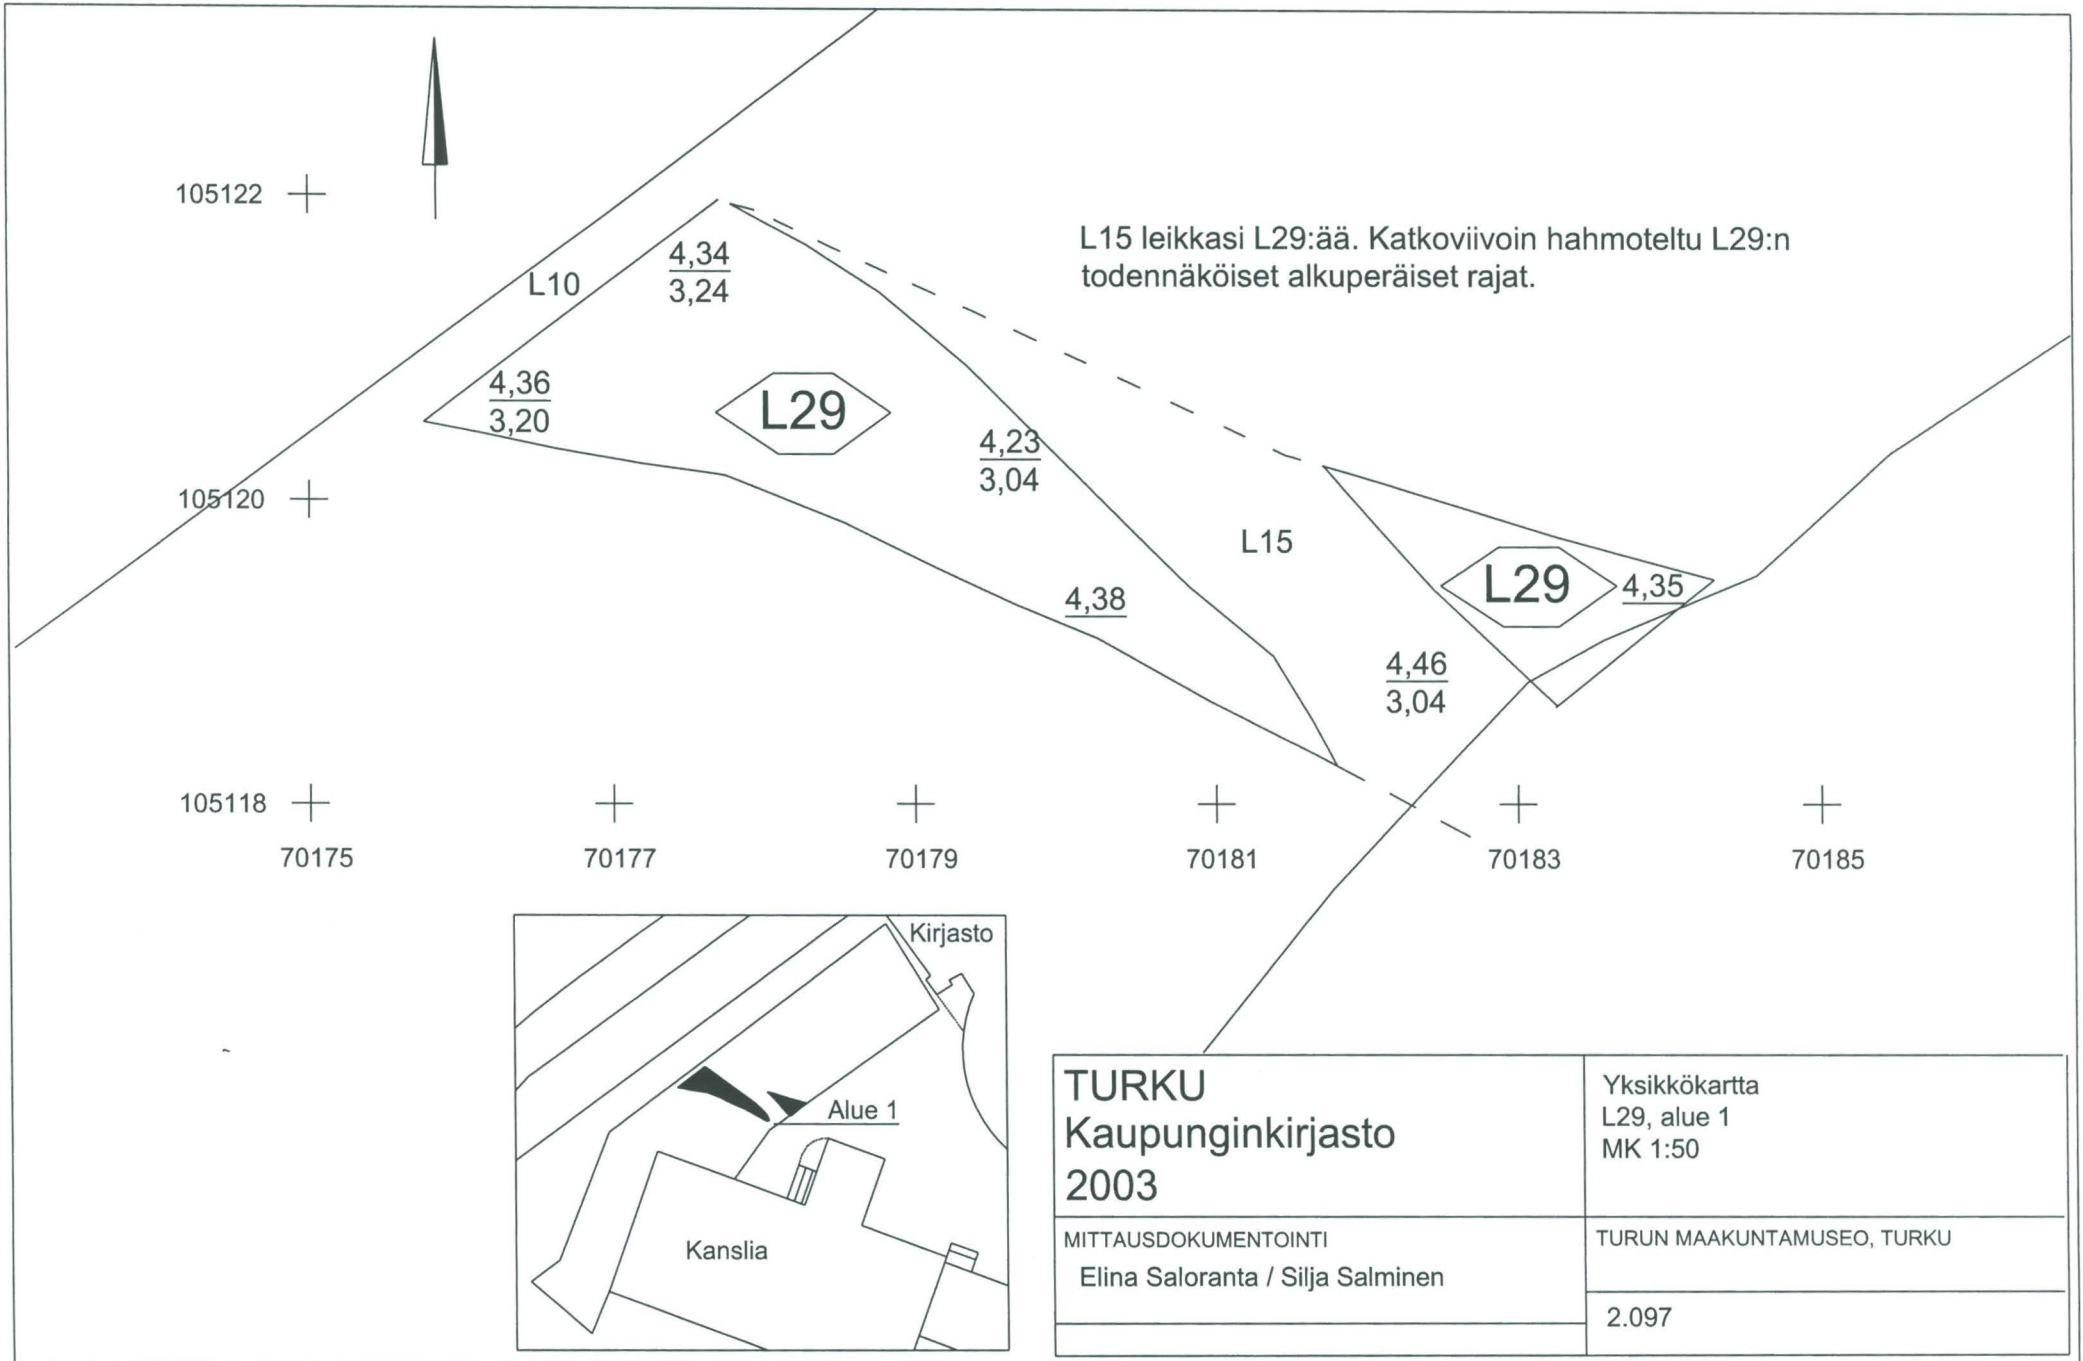 105122
L15 leikkasi L29:ää. Katkoviivoin hahmoteltu L29:n
todennäköiset alkuperäiset rajat.
4,34
3,24
L10
4,36
3,20
L29
4,23
3,04
105120
L15
L29
4,35
4,38
4,46
3,04
105118
70175
70177
70179
70181
70183
70185
Kirjasto
Alue 1
Kanslia
TURKU
Kaupunginkirjasto
2003
Yksikkökartta
L29, alue 1
MK 1:50
MITTAUSDOKUMENTOINTI
Elina Saloranta / Silja Salminen
TURUN MAAKUNTAMUSEO, TURKU
2.097